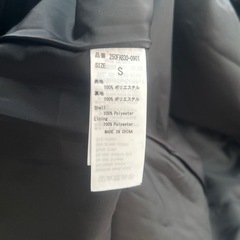 品番
SIZE:
S
表地
100% ポリエステル
裏地
100% ポリエステル
Shell
100% Polyester
Lining
100% Polyester
MADE IN CHINA